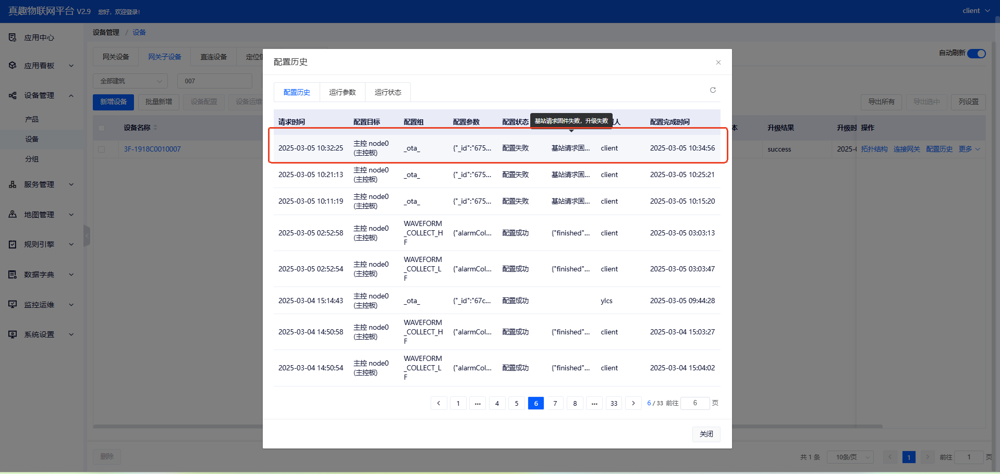 真趣物联网平台 V2.9 您好，欢迎登录!
client
应用中心
应用看板
设备管理
产品
设备
分组
服务管理
地图管理
规则引擎
数据字典
监控运维
系统设置
设备管理 / 设备
网关设备 网关子设备 直连设备
自动刷新
全部建筑 007
新增设备 批量新增 设备配置 设备运维
导出所有 导出选中 列设置
设备名称 本 升级结果 升级时 操作
3F-1918C0010007 success 拓扑结构 连接网关 配置历史 更多
配置历史
配置历史 运行参数 运行状态
基站请求固件失败，升级失败
请求时间 配置目标 配置组 配置参数 配置状态 人 配置完成时间
2025-03-05 10:32:25 主控 node0 (主控板) _ota_ {"_id":"675... 配置失败 基站请求固... client 2025-03-05 10:34:56
2025-03-05 10:21:13 主控 node0 (主控板) _ota_ {"_id":"675... 配置失败 基站请求固... client 2025-03-05 10:25:21
2025-03-05 10:11:19 主控 node0 (主控板) _ota_ {"_id":"675... 配置失败 基站请求固... client 2025-03-05 10:15:20
2025-03-05 02:52:58 主控 node0 (主控板) WAVEFORM_COLLECT_HF {"alarmCol... 配置成功 {"finished"... client 2025-03-05 03:03:13
2025-03-05 02:52:54 主控 node0 (主控板) WAVEFORM_COLLECT_LF {"alarmCol... 配置成功 {"finished"... client 2025-03-05 03:03:47
2025-03-04 15:14:43 主控 node0 (主控板) _ota_ {"_id":"67c... 配置成功 ylcs 2025-03-05 09:44:28
2025-03-04 14:50:58 主控 node0 (主控板) WAVEFORM_COLLECT_HF {"alarmCol... 配置成功 {"finished"... client 2025-03-04 15:03:27
2025-03-04 14:50:54 主控 node0 (主控板) WAVEFORM_COLLECT_LF {"alarmCol... 配置成功 {"finished"... client 2025-03-04 15:04:02
1 ... 4 5 6 7 8 ... 33 6 / 33 前往 6 页
关闭
删除
共 1 条 10条/页 1 前往 1 页